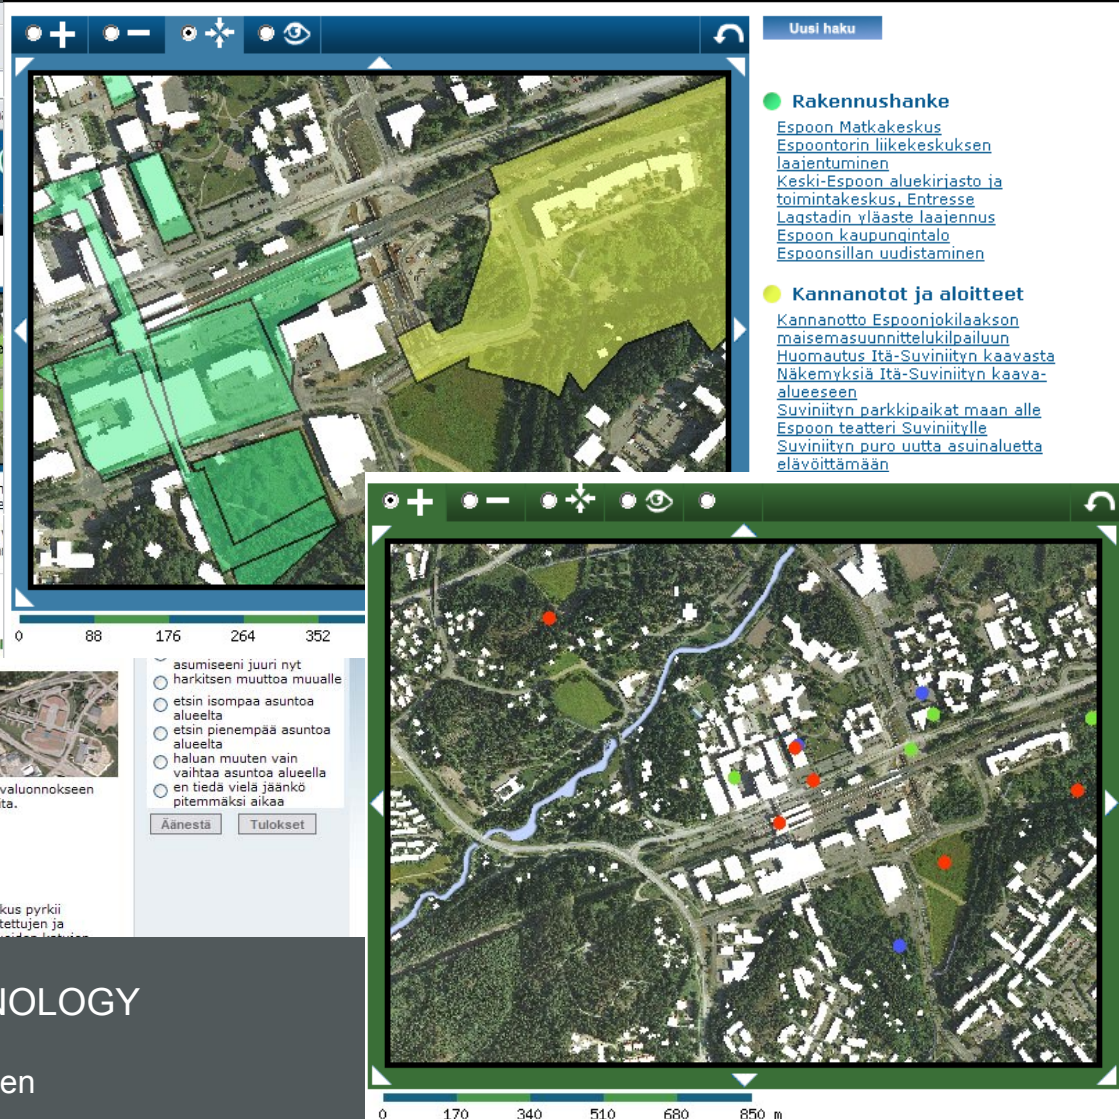 Uusi haku
Rakennushanke
Espoon Matkakeskus
Espoontorin liikekeskuksen
laajentuminen
Keski-Espoon aluekirjasto ja
toimintakeskus, Entresse
Lagstadin yläaste laajennus
Espoon kaupungintalo
Espoonsillan uudistaminen
Kannanotot ja aloitteet
Kannanotto Espoonjokilaakson
maisemasuunnittelukilpailuun
Huomautus Itä-Suviniityn kaavasta
Näkemyksiä Itä-Suviniityn kaava-
alueeseen
Suviniityn parkkipaikat maan alle
Espoon teatteri Suviniitylle
Suviniityn puro uutta asuinaluetta
elävöittämään
0 88 176 264 352
asumiseeni juuri nyt
harkitsen muuttoa muualle
etsin isompaa asuntoa
alueelta
etsin pienempää asuntoa
alueelta
haluan muuten vain
vaihtaa asuntoa alueella
en tiedä vielä jäänkö
pitemmäksi aikaa
Äänestä Tulokset
valuonnokseen
ita.
kus pyrkii
tettujen ja
NOLOGY
en
0 170 340 510 680 850 m